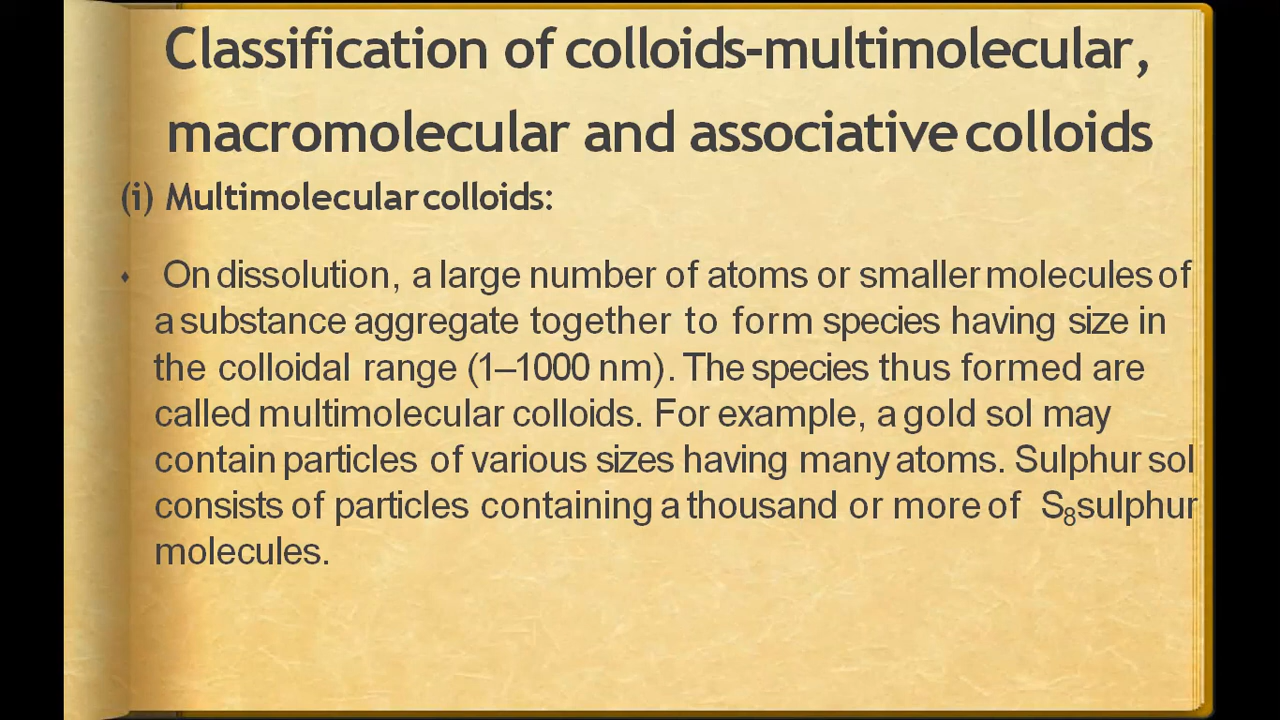 Classification of colloids-multimolecular,
macromolecular and associative colloids
(i) Multimolecular colloids:
⬧ On dissolution, a large number of atoms or smaller molecules of
a substance aggregate together to form species having size in
the colloidal range (1–1000 nm). The species thus formed are
called multimolecular colloids. For example, a gold sol may
contain particles of various sizes having many atoms. Sulphur sol
consists of particles containing a thousand or more of S₈sulphur
molecules.